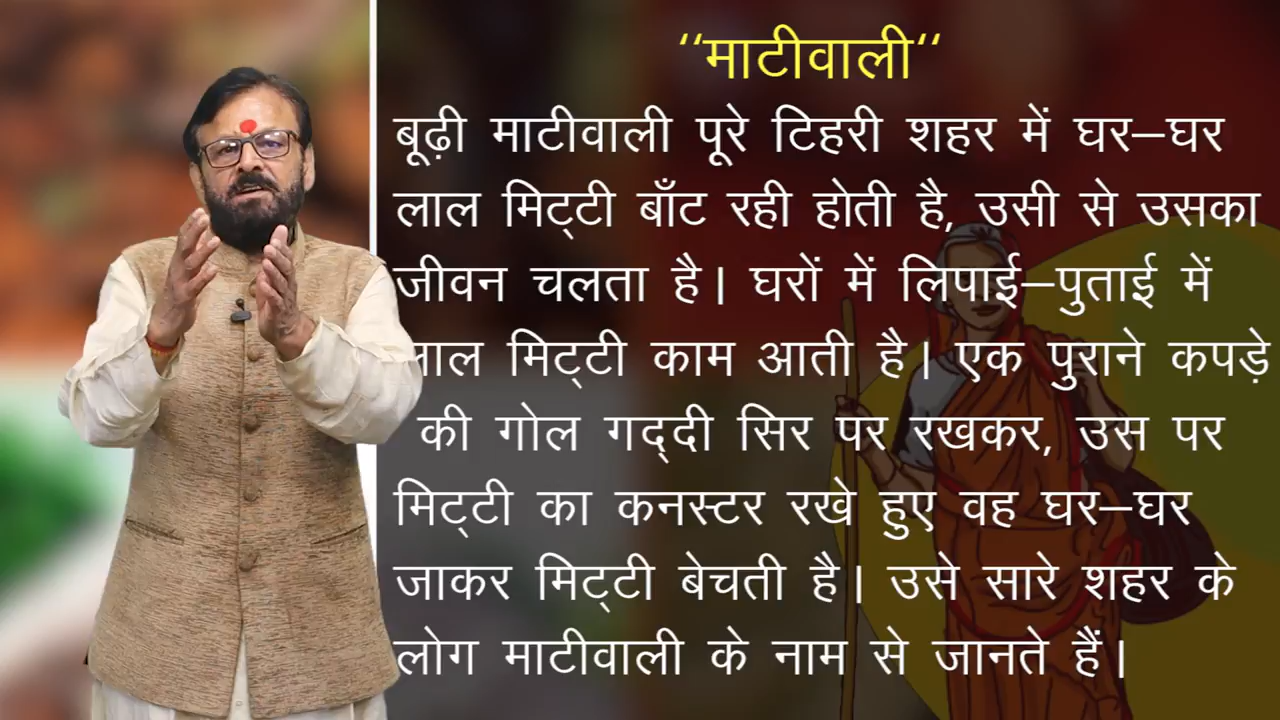 “माटीवाली“
बूढ़ी माटीवाली पूरे टिहरी शहर में घर–घर
लाल मिट्टी बाँट रही होती है, उसी से उसका
जीवन चलता है। घरों में लिपाई–पुताई में
लाल मिट्टी काम आती है। एक पुराने कपड़े
की गोल गद्दी सिर पर रखकर, उस पर
मिट्टी का कनस्टर रखे हुए वह घर–घर
जाकर मिट्टी बेचती है। उसे सारे शहर के
लोग माटीवाली के नाम से जानते हैं।